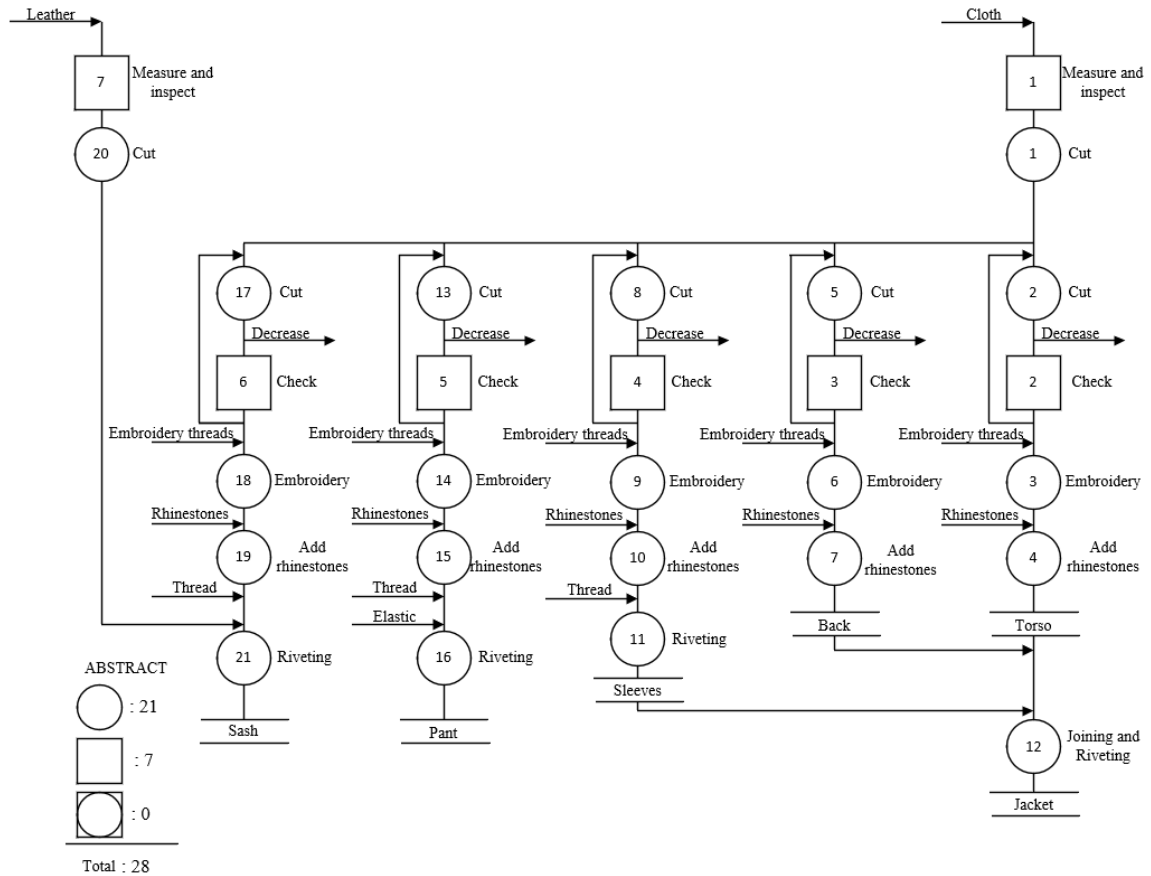 Leather
Cloth
7
Measure and
inspect
1
Measure and
inspect
20
Cut
1
Cut
17
Cut
13
Cut
8
Cut
5
Cut
2
Cut
Decrease
Decrease
Decrease
Decrease
Decrease
6
Check
5
Check
4
Check
3
Check
2
Check
Embroidery threads
Embroidery threads
Embroidery threads
Embroidery threads
Embroidery threads
18
Embroidery
14
Embroidery
9
Embroidery
6
Embroidery
3
Embroidery
Rhinestones
Rhinestones
Rhinestones
Rhinestones
Rhinestones
19
Add
rhinestones
15
Add
rhinestones
10
Add
rhinestones
7
Add
rhinestones
4
Add
rhinestones
Thread
Thread
Thread
Elastic
Back
Torso
21
Riveting
16
Riveting
11
Riveting
Sleeves
ABSTRACT
: 21
Sash
Pant
12
Joining and
Riveting
: 7
Jacket
: 0
Total : 28